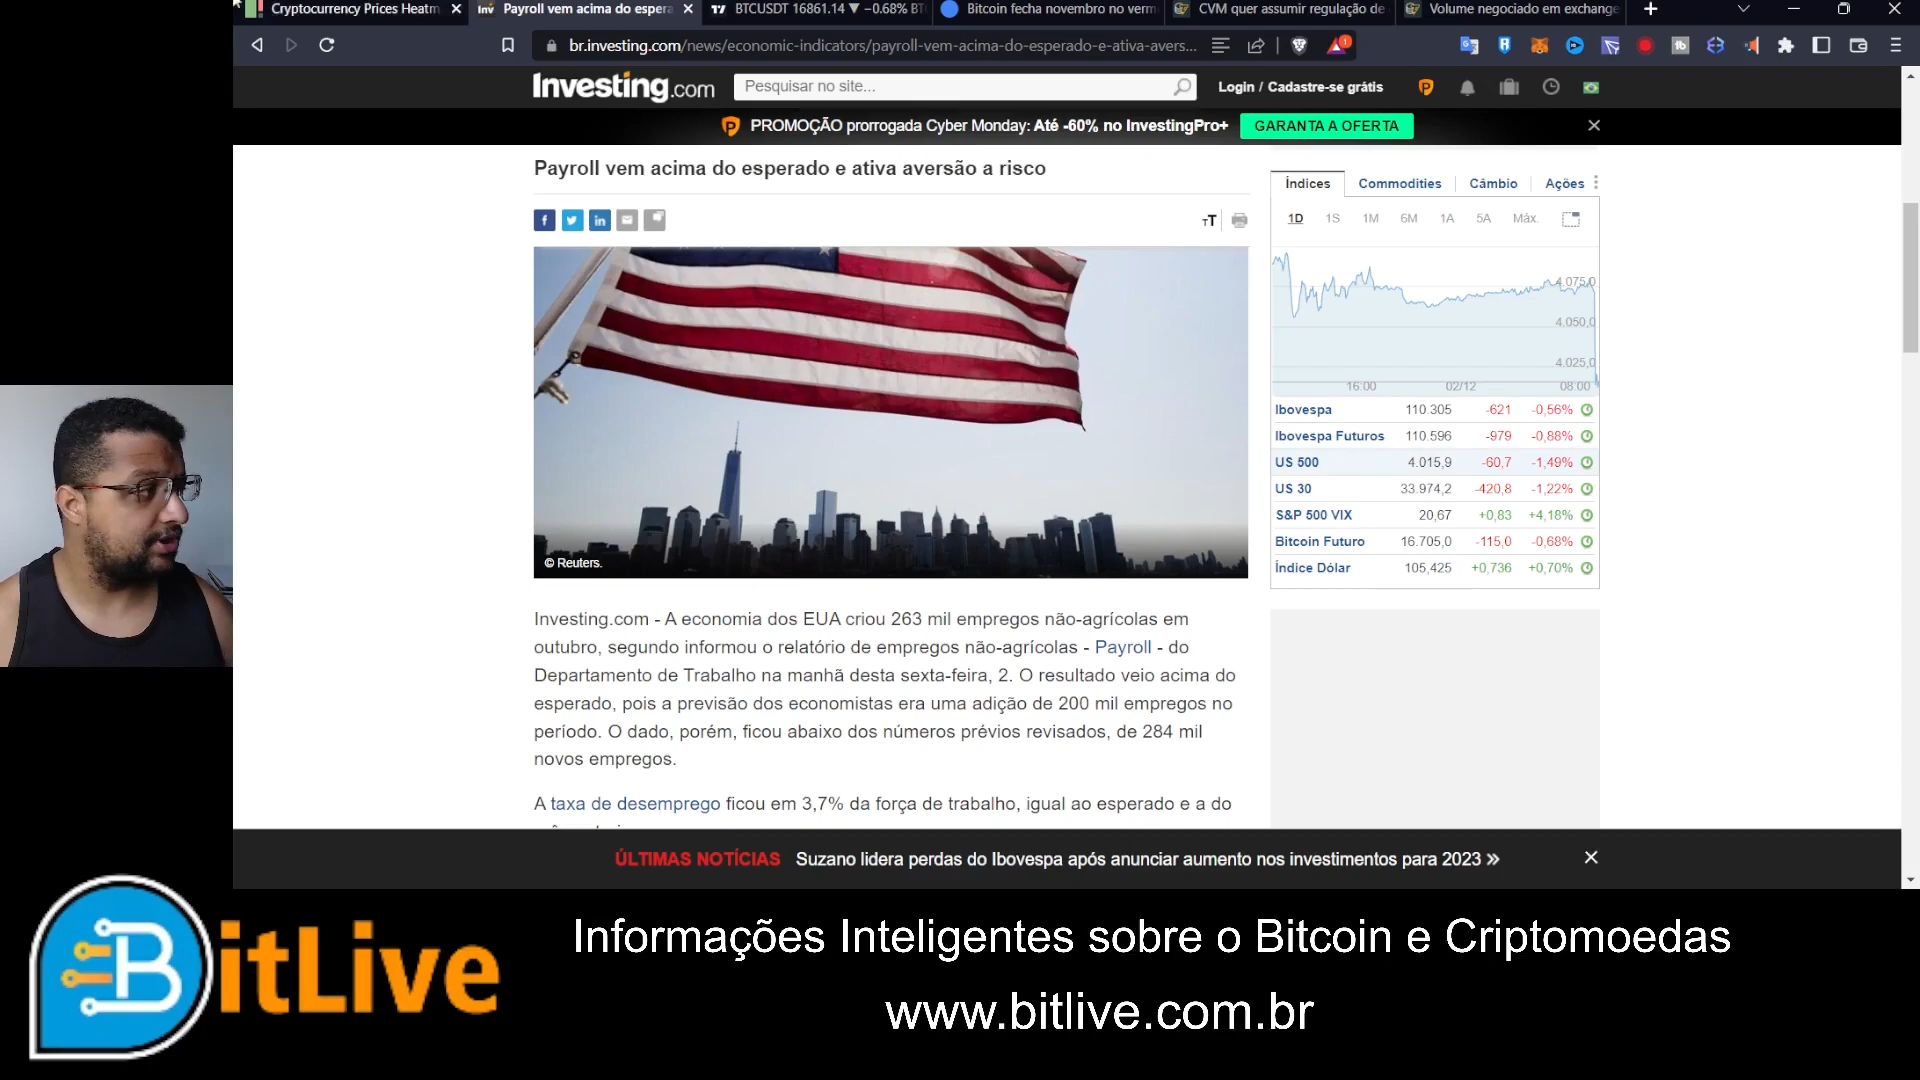 Cryptocurrency Prices Heatm
Payroll vem acima do espera
BTCUSDT 16861.14 ▼ −0.68% BT
Bitcoin fecha novembro no verm
CVM quer assumir regulação de
Volume negociado em exchange
br.investing.com/news/economic-indicators/payroll-vem-acima-do-esperado-e-ativa-avers...
Investing.com
Pesquisar no site...
Login / Cadastre-se grátis
PROMOÇÃO prorrogada Cyber Monday: Até -60% no InvestingPro+
GARANTA A OFERTA
Payroll vem acima do esperado e ativa aversão a risco
Índices
Commodities
Câmbio
Ações
1D 1S 1M 6M 1A 5A Máx.
4.075,0
4.050,0
4.025,0
16:00 02/12 08:00
Ibovespa 110.305 -621 -0,56%
Ibovespa Futuros 110.596 -979 -0,88%
US 500 4.015,9 -60,7 -1,49%
US 30 33.974,2 -420,8 -1,22%
S&P 500 VIX 20,67 +0,83 +4,18%
Bitcoin Futuro 16.705,0 -115,0 -0,68%
Índice Dólar 105,425 +0,736 +0,70%
© Reuters.
Investing.com - A economia dos EUA criou 263 mil empregos não-agrícolas em
outubro, segundo informou o relatório de empregos não-agrícolas - Payroll - do
Departamento de Trabalho na manhã desta sexta-feira, 2. O resultado veio acima do
esperado, pois a previsão dos economistas era uma adição de 200 mil empregos no
período. O dado, porém, ficou abaixo dos números prévios revisados, de 284 mil
novos empregos.
A taxa de desemprego ficou em 3,7% da força de trabalho, igual ao esperado e a do
ÚLTIMAS NOTÍCIAS Suzano lidera perdas do Ibovespa após anunciar aumento nos investimentos para 2023 »
BitLive
Informações Inteligentes sobre o Bitcoin e Criptomoedas
www.bitlive.com.br